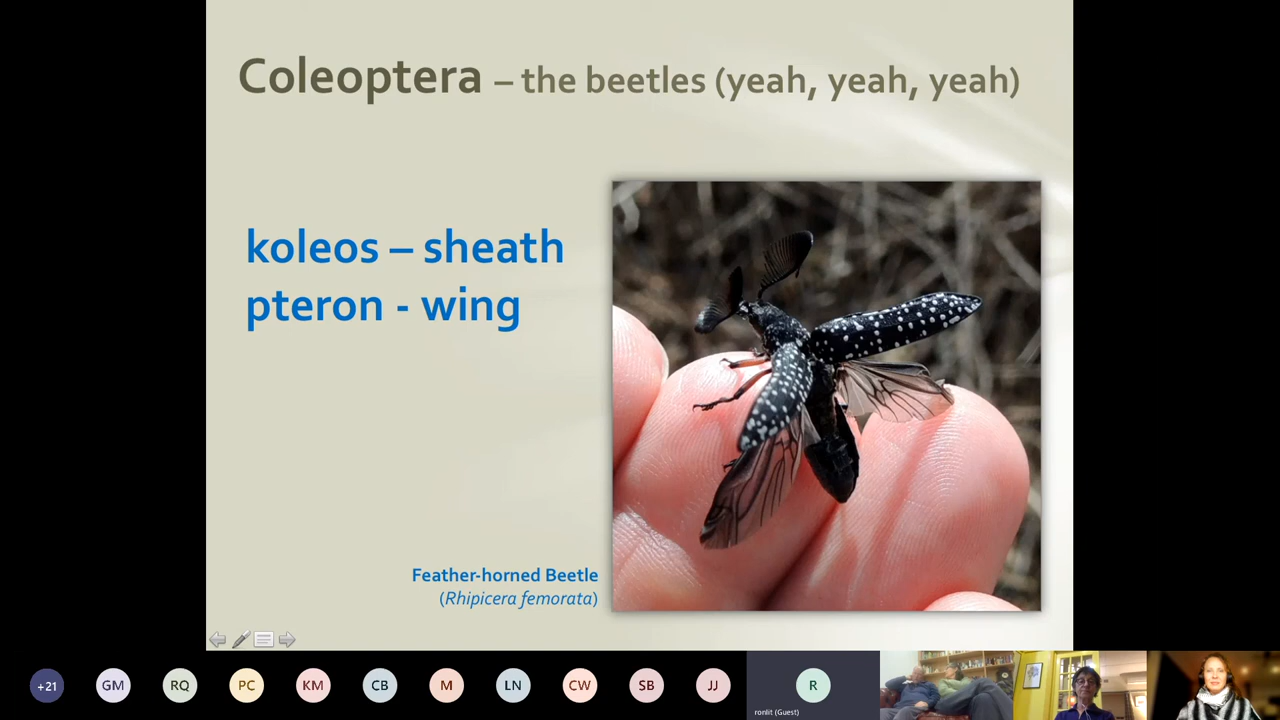 Coleoptera – the beetles (yeah, yeah, yeah)
koleos – sheath
pteron - wing
Feather-horned Beetle
(Rhipicera femorata)
+21 GM RQ PC KM CB M LN CW SB JJ R
ronlit (Guest)